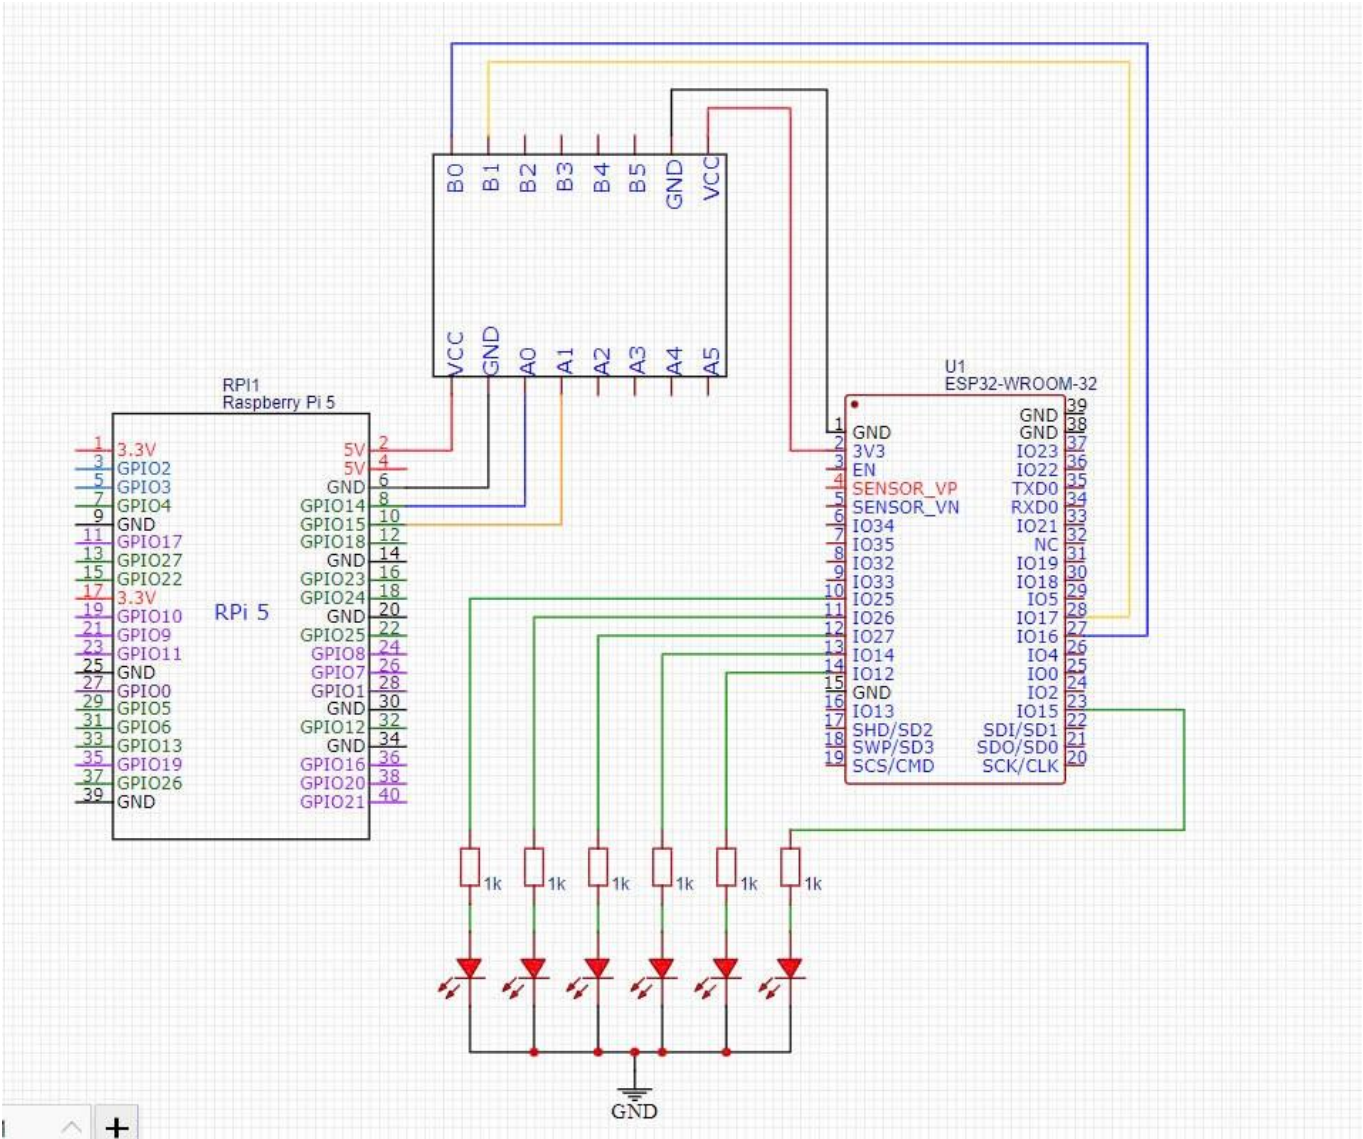 B0 B1 B2 B3 B4 B5 GND VCC
VCC GND A0 A1 A2 A3 A4 A5
RPI1
Raspberry Pi 5
1 3.3V 5V 2
3 GPIO2 5V 4
5 GPIO3 GND 6
7 GPIO4 GPIO14 8
9 GND GPIO15 10
11 GPIO17 GPIO18 12
13 GPIO27 GND 14
15 GPIO22 GPIO23 16
17 3.3V GPIO24 18
19 GPIO10 RPi 5 GND 20
21 GPIO9 GPIO25 22
23 GPIO11 GPIO8 24
25 GND GPIO7 26
27 GPIO0 GPIO1 28
29 GPIO5 GND 30
31 GPIO6 GPIO12 32
33 GPIO13 GND 34
35 GPIO19 GPIO16 36
37 GPIO26 GPIO20 38
39 GND GPIO21 40
U1
ESP32-WROOM-32
GND 39
1 GND GND 38
2 3V3 IO23 37
3 EN IO22 36
4 SENSOR_VP TXD0 35
5 SENSOR_VN RXD0 34
6 IO34 IO21 33
7 IO35 NC 32
8 IO32 IO19 31
9 IO33 IO18 30
10 IO25 IO5 29
11 IO26 IO17 28
12 IO27 IO16 27
13 IO14 IO4 26
14 IO12 IO0 25
15 GND IO2 24
16 IO13 IO15 23
17 SHD/SD2 SDI/SD1 22
18 SWP/SD3 SDO/SD0 21
19 SCS/CMD SCK/CLK 20
1k 1k 1k 1k 1k 1k
GND